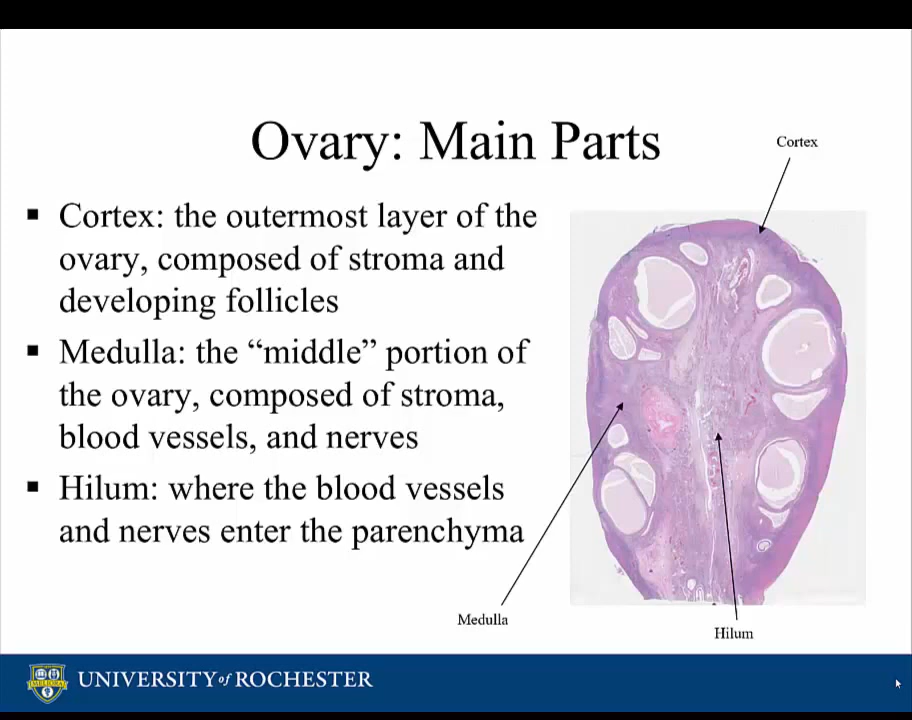 Ovary: Main Parts
Cortex
▪ Cortex: the outermost layer of the
ovary, composed of stroma and
developing follicles
▪ Medulla: the “middle” portion of
the ovary, composed of stroma,
blood vessels, and nerves
▪ Hilum: where the blood vessels
and nerves enter the parenchyma
Medulla
Hilum
UNIVERSITY of ROCHESTER